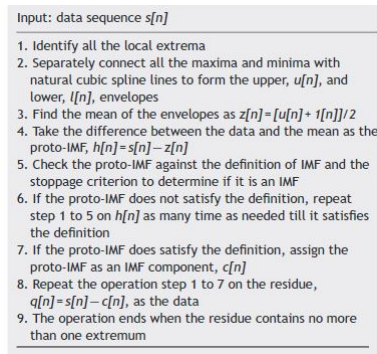 Input: data sequence s[n]
1. Identify all the local extrema
2. Separately connect all the maxima and minima with
natural cubic spline lines to form the upper, u[n], and
lower, l[n], envelopes
3. Find the mean of the envelopes as z[n]=[u[n]+ 1[n]]/2
4. Take the difference between the data and the mean as the
proto-IMF, h[n]=s[n]−z[n]
5. Check the proto-IMF against the definition of IMF and the
stoppage criterion to determine if it is an IMF
6. If the proto-IMF does not satisfy the definition, repeat
step 1 to 5 on h[n] as many time as needed till it satisfies
the definition
7. If the proto-IMF does satisfy the definition, assign the
proto-IMF as an IMF component, c[n]
8. Repeat the operation step 1 to 7 on the residue,
q[n]=s[n]−c[n], as the data
9. The operation ends when the residue contains no more
than one extremum